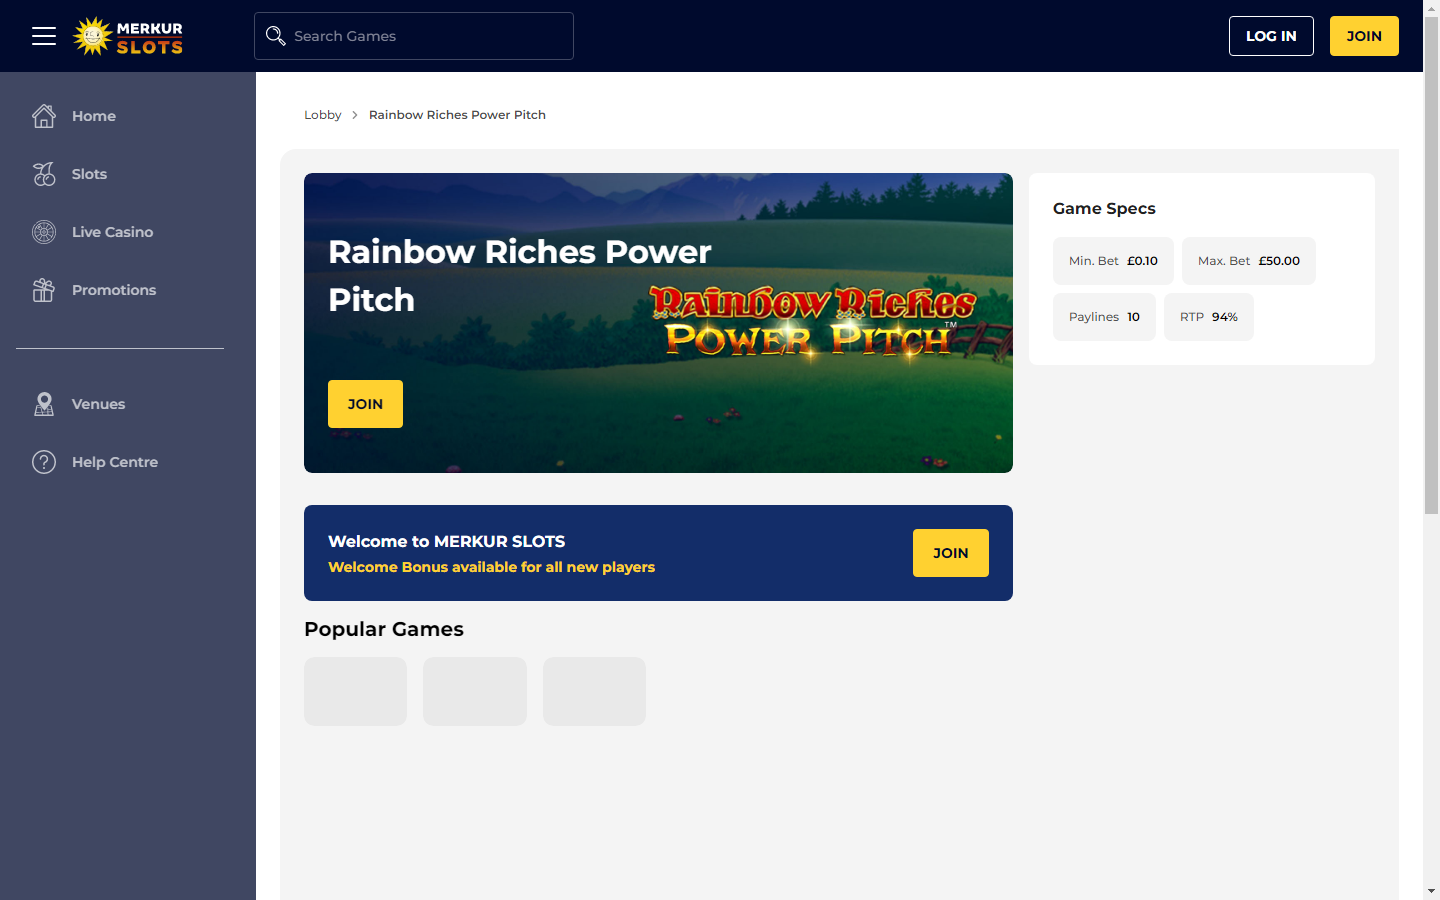 MERKUR
SLOTS
Search Games
LOG IN
JOIN
Home
Slots
Live Casino
Promotions
Venues
Help Centre
Lobby
Rainbow Riches Power Pitch
Rainbow Riches Power
Pitch
JOIN
Rainbow Riches
POWER PITCH™
Game Specs
Min. Bet £0.10
Max. Bet £50.00
Paylines 10
RTP 94%
Welcome to MERKUR SLOTS
Welcome Bonus available for all new players
JOIN
Popular Games